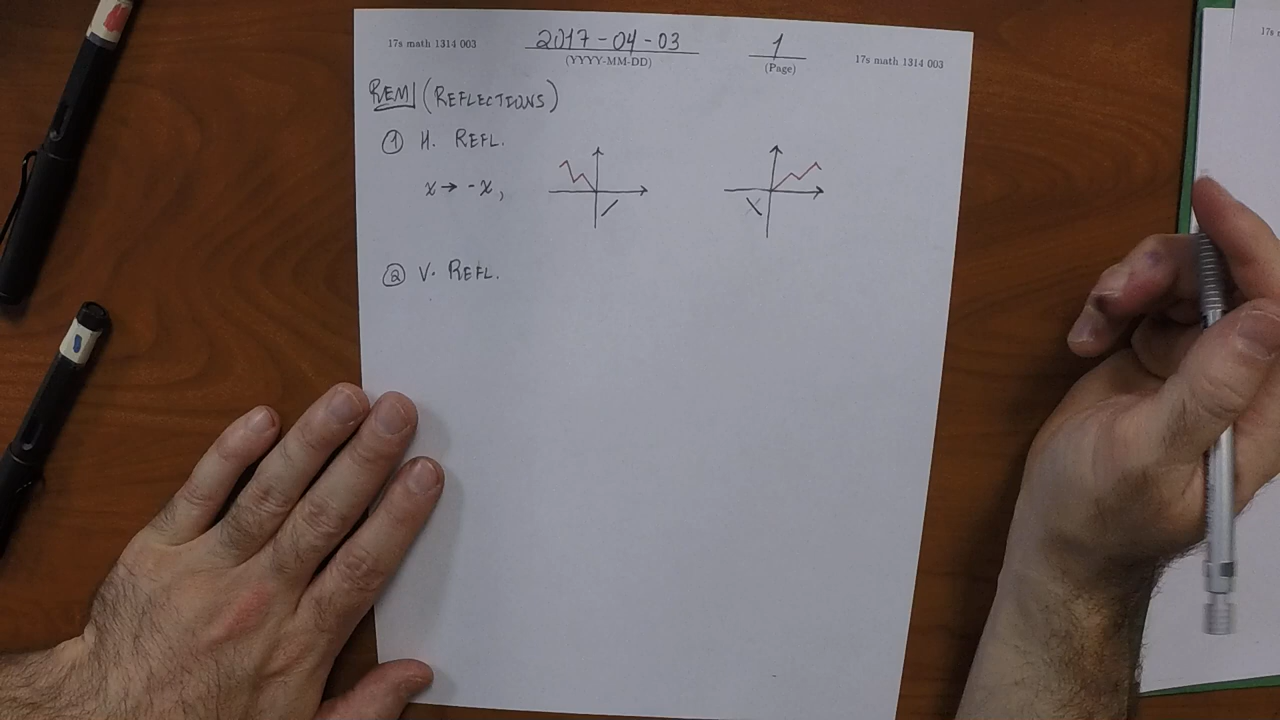 17s math 1314 003
2017-04-03
(YYYY-MM-DD)
1
(Page)
17s math 1314 003
REM (REFLECTIONS)
① H. REFL.
x → -x,
② V. REFL.
17s